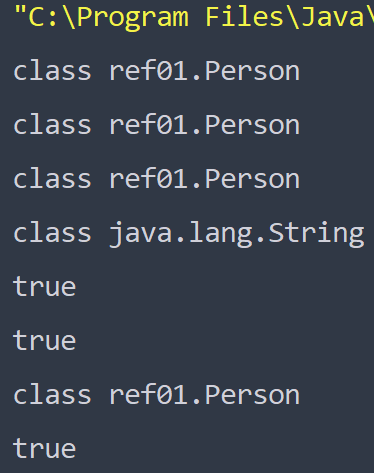 "C:\Program Files\Java\
class ref01.Person
class ref01.Person
class ref01.Person
class java.lang.String
true
true
class ref01.Person
true